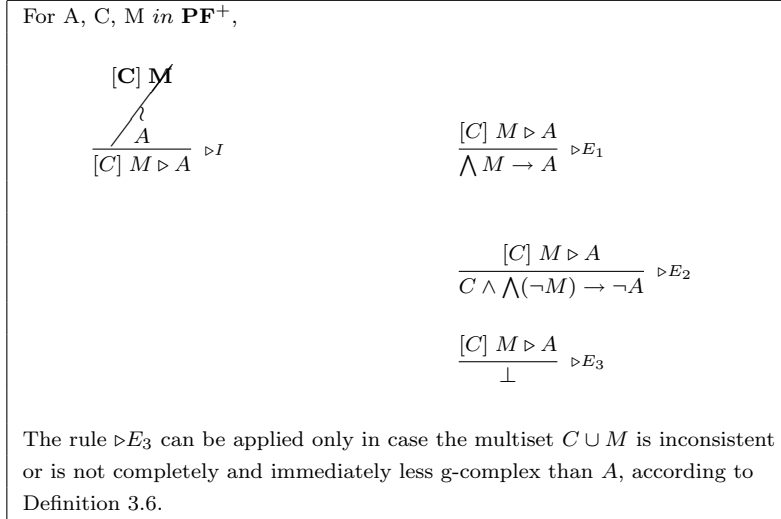 For A, C, M in PF⁺,
[C] M
≀
A
[C] M ▹ A ▹I
[C] M ▹ A
⋀ M → A ▹E₁
[C] M ▹ A
C ∧ ⋀(¬M) → ¬A ▹E₂
[C] M ▹ A
⊥ ▹E₃
The rule ▹E₃ can be applied only in case the multiset C ∪ M is inconsistent
or is not completely and immediately less g-complex than A, according to
Definition 3.6.